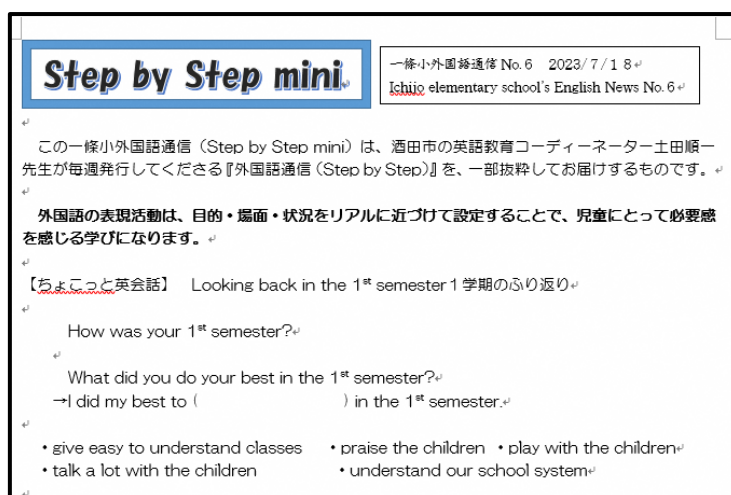 Step by Step mini
一條小外国語通信 No.6　2023/7/18
Ichijo elementary school's English News No.6
この一條小外国語通信（Step by Step mini）は、酒田市の英語教育コーディーネーター土田順一
先生が毎週発行してくださる『外国語通信（Step by Step）』を、一部抜粋してお届けするものです。
外国語の表現活動は、目的・場面・状況をリアルに近づけて設定することで、児童にとって必要感
を感じる学びになります。
【ちょこっと英会話】　Looking back in the 1st semester１学期のふり返り
How was your 1st semester?
What did you do your best in the 1st semester?
→I did my best to (　　　　　　　) in the 1st semester.
・give easy to understand classes　・praise the children ・play with the children
・talk a lot with the children　・understand our school system